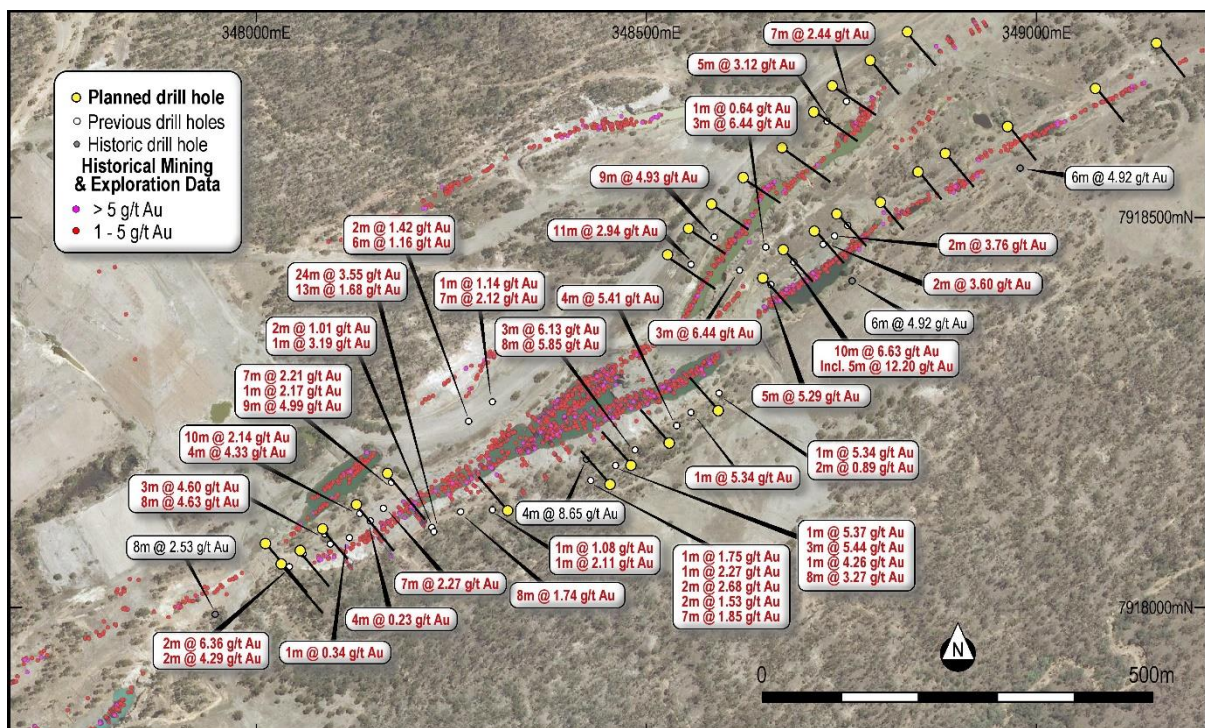 348000mE
348500mE
349000mE
Planned drill hole
Previous drill holes
Historic drill hole
Historical Mining
& Exploration Data
> 5 g/t Au
1 - 5 g/t Au
7m @ 2.44 g/t Au
5m @ 3.12 g/t Au
1m @ 0.64 g/t Au
3m @ 6.44 g/t Au
9m @ 4.93 g/t Au
6m @ 4.92 g/t Au
7918500mN
2m @ 1.42 g/t Au
6m @ 1.16 g/t Au
11m @ 2.94 g/t Au
2m @ 3.76 g/t Au
24m @ 3.55 g/t Au
13m @ 1.68 g/t Au
1m @ 1.14 g/t Au
7m @ 2.12 g/t Au
4m @ 5.41 g/t Au
2m @ 3.60 g/t Au
2m @ 1.01 g/t Au
1m @ 3.19 g/t Au
3m @ 6.13 g/t Au
8m @ 5.85 g/t Au
3m @ 6.44 g/t Au
6m @ 4.92 g/t Au
7m @ 2.21 g/t Au
1m @ 2.17 g/t Au
9m @ 4.99 g/t Au
10m @ 6.63 g/t Au
Incl. 5m @ 12.20 g/t Au
5m @ 5.29 g/t Au
10m @ 2.14 g/t Au
4m @ 4.33 g/t Au
1m @ 5.34 g/t Au
2m @ 0.89 g/t Au
1m @ 5.34 g/t Au
3m @ 4.60 g/t Au
8m @ 4.63 g/t Au
4m @ 8.65 g/t Au
8m @ 2.53 g/t Au
1m @ 1.08 g/t Au
1m @ 2.11 g/t Au
1m @ 5.37 g/t Au
3m @ 5.44 g/t Au
1m @ 4.26 g/t Au
8m @ 3.27 g/t Au
1m @ 1.75 g/t Au
1m @ 2.27 g/t Au
2m @ 2.68 g/t Au
2m @ 1.53 g/t Au
7m @ 1.85 g/t Au
7m @ 2.27 g/t Au
8m @ 1.74 g/t Au
4m @ 0.23 g/t Au
7918000mN
2m @ 6.36 g/t Au
2m @ 4.29 g/t Au
1m @ 0.34 g/t Au
N
0
500m